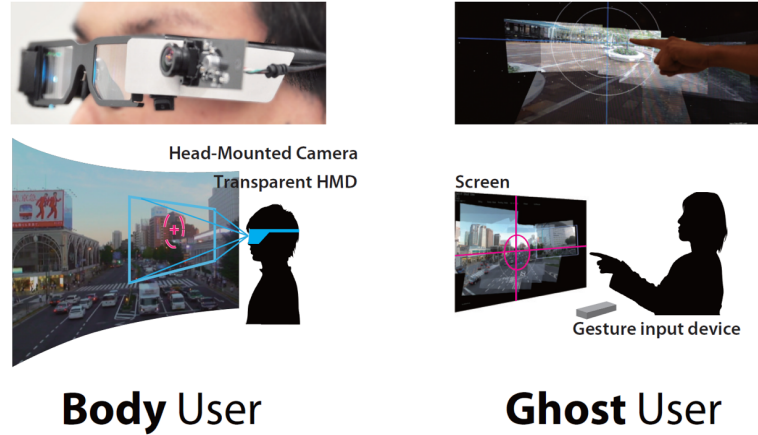 Head-Mounted Camera
Transparent HMD
Screen
Gesture input device
Body User
Ghost User